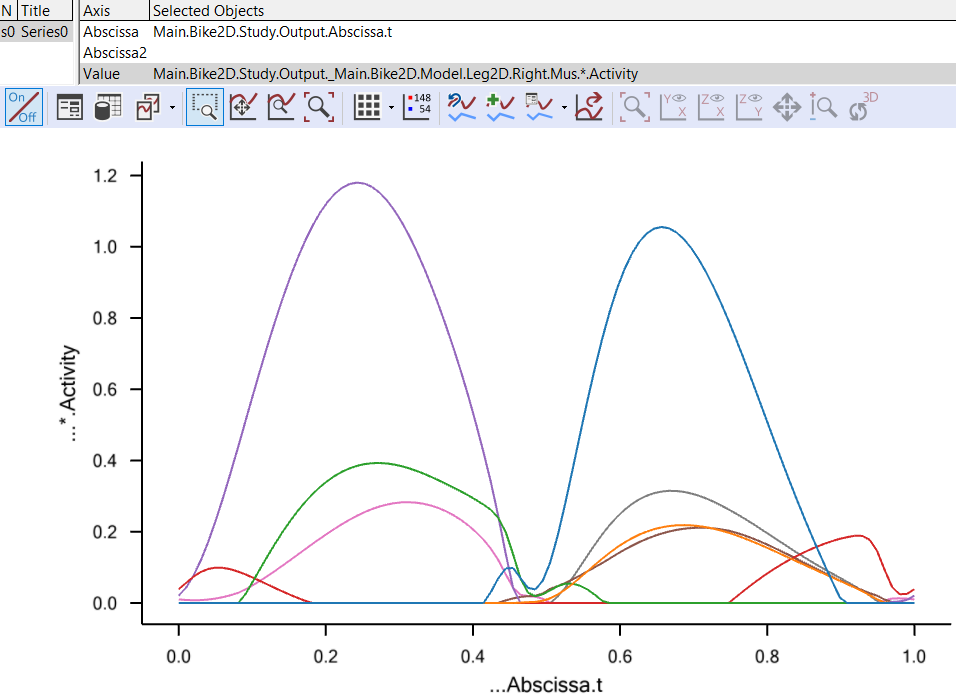 N Title Axis Selected Objects
s0 Series0 Abscissa Main.Bike2D.Study.Output.Abscissa.t
Abscissa2
Value Main.Bike2D.Study.Output._Main.Bike2D.Model.Leg2D.Right.Mus.*.Activity
On
Off
148
54
Y
X
Z
X
Z
Y
3D
1.2
1.0
0.8
0.6
0.4
0.2
0.0
...*.Activity
0.0 0.2 0.4 0.6 0.8 1.0
...Abscissa.t